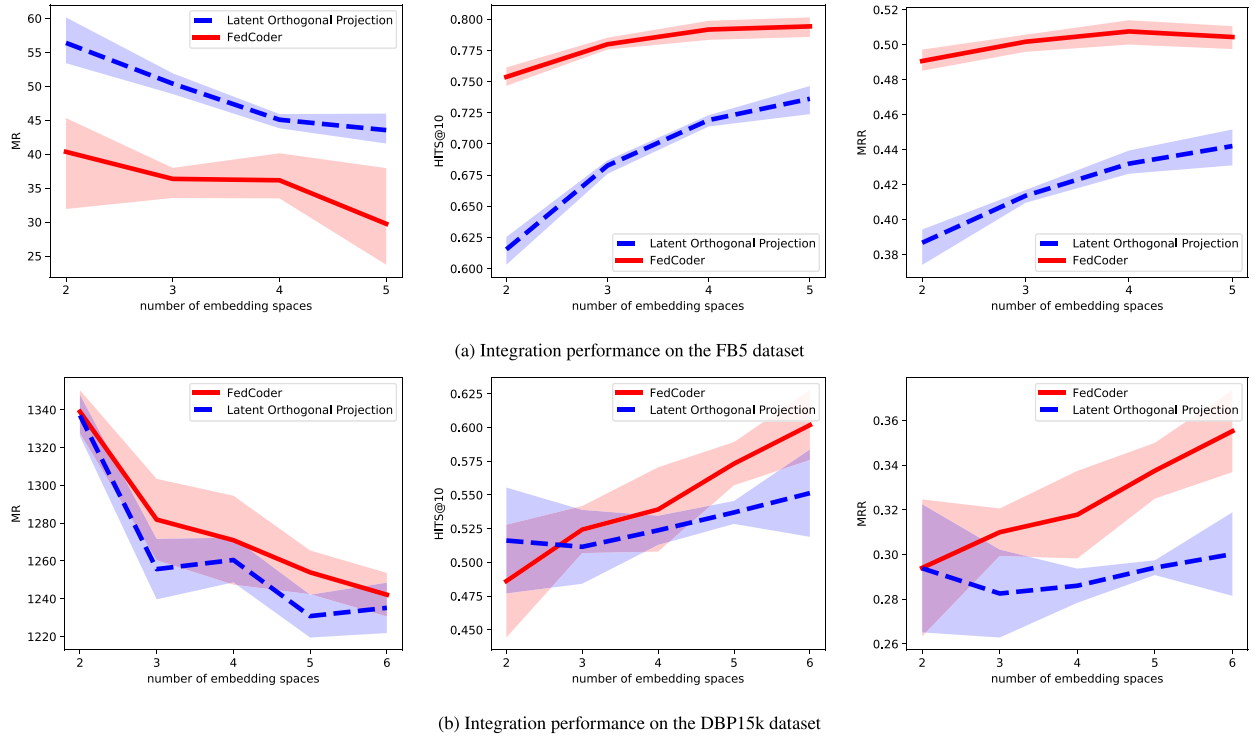 60
55
50
45
40
35
30
25
MR
2
3
4
5
number of embedding spaces
Latent Orthogonal Projection
FedCoder
0.800
0.775
0.750
0.725
0.700
0.675
0.650
0.625
0.600
HITS@10
2
3
4
5
number of embedding spaces
Latent Orthogonal Projection
FedCoder
0.52
0.50
0.48
0.46
0.44
0.42
0.40
0.38
MRR
2
3
4
5
number of embedding spaces
Latent Orthogonal Projection
FedCoder
(a) Integration performance on the FB5 dataset
1340
1320
1300
1280
1260
1240
1220
MR
2
3
4
5
6
number of embedding spaces
FedCoder
Latent Orthogonal Projection
0.625
0.600
0.575
0.550
0.525
0.500
0.475
0.450
HITS@10
2
3
4
5
6
number of embedding spaces
FedCoder
Latent Orthogonal Projection
0.36
0.34
0.32
0.30
0.28
0.26
MRR
2
3
4
5
6
number of embedding spaces
FedCoder
Latent Orthogonal Projection
(b) Integration performance on the DBP15k dataset